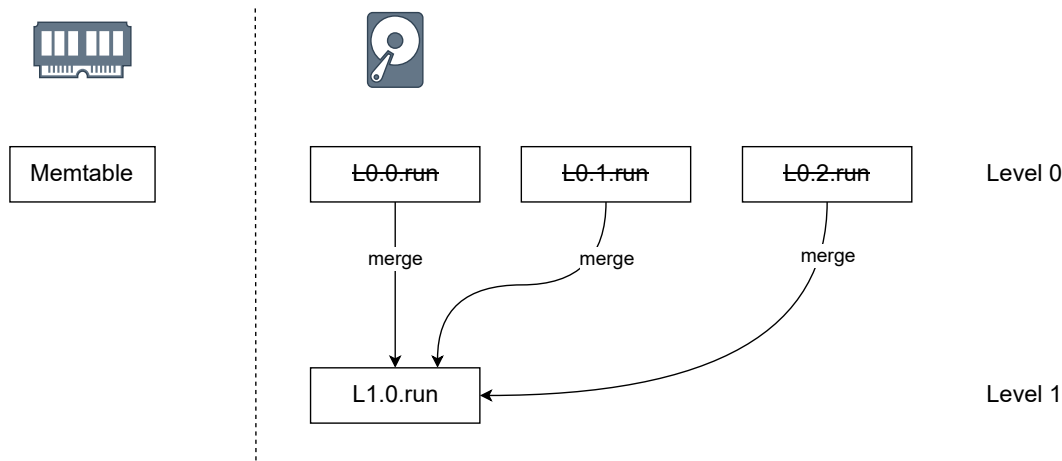 Memtable
L0.0.run
L0.1.run
L0.2.run
Level 0
merge
merge
merge
L1.0.run
Level 1